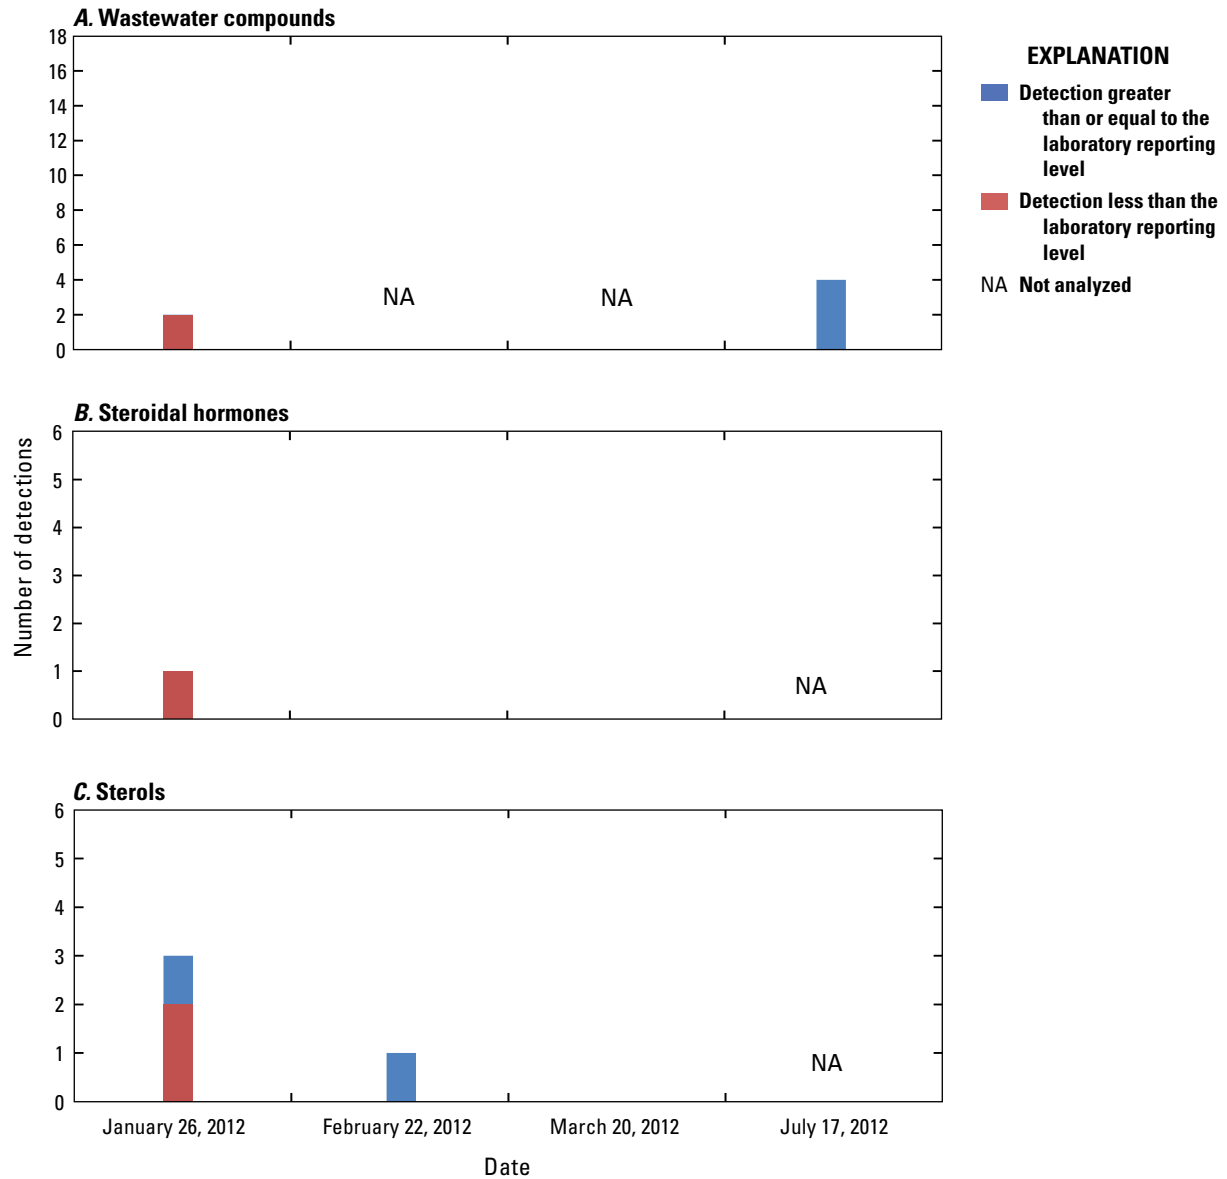 A. Wastewater compounds
18
16
14
12
10
8
6
4
2
0
NA
NA
EXPLANATION
Detection greater
than or equal to the
laboratory reporting
level
Detection less than the
laboratory reporting
level
NA Not analyzed
B. Steroidal hormones
Number of detections
6
5
4
3
2
1
0
NA
C. Sterols
6
5
4
3
2
1
0
NA
January 26, 2012
February 22, 2012
March 20, 2012
July 17, 2012
Date